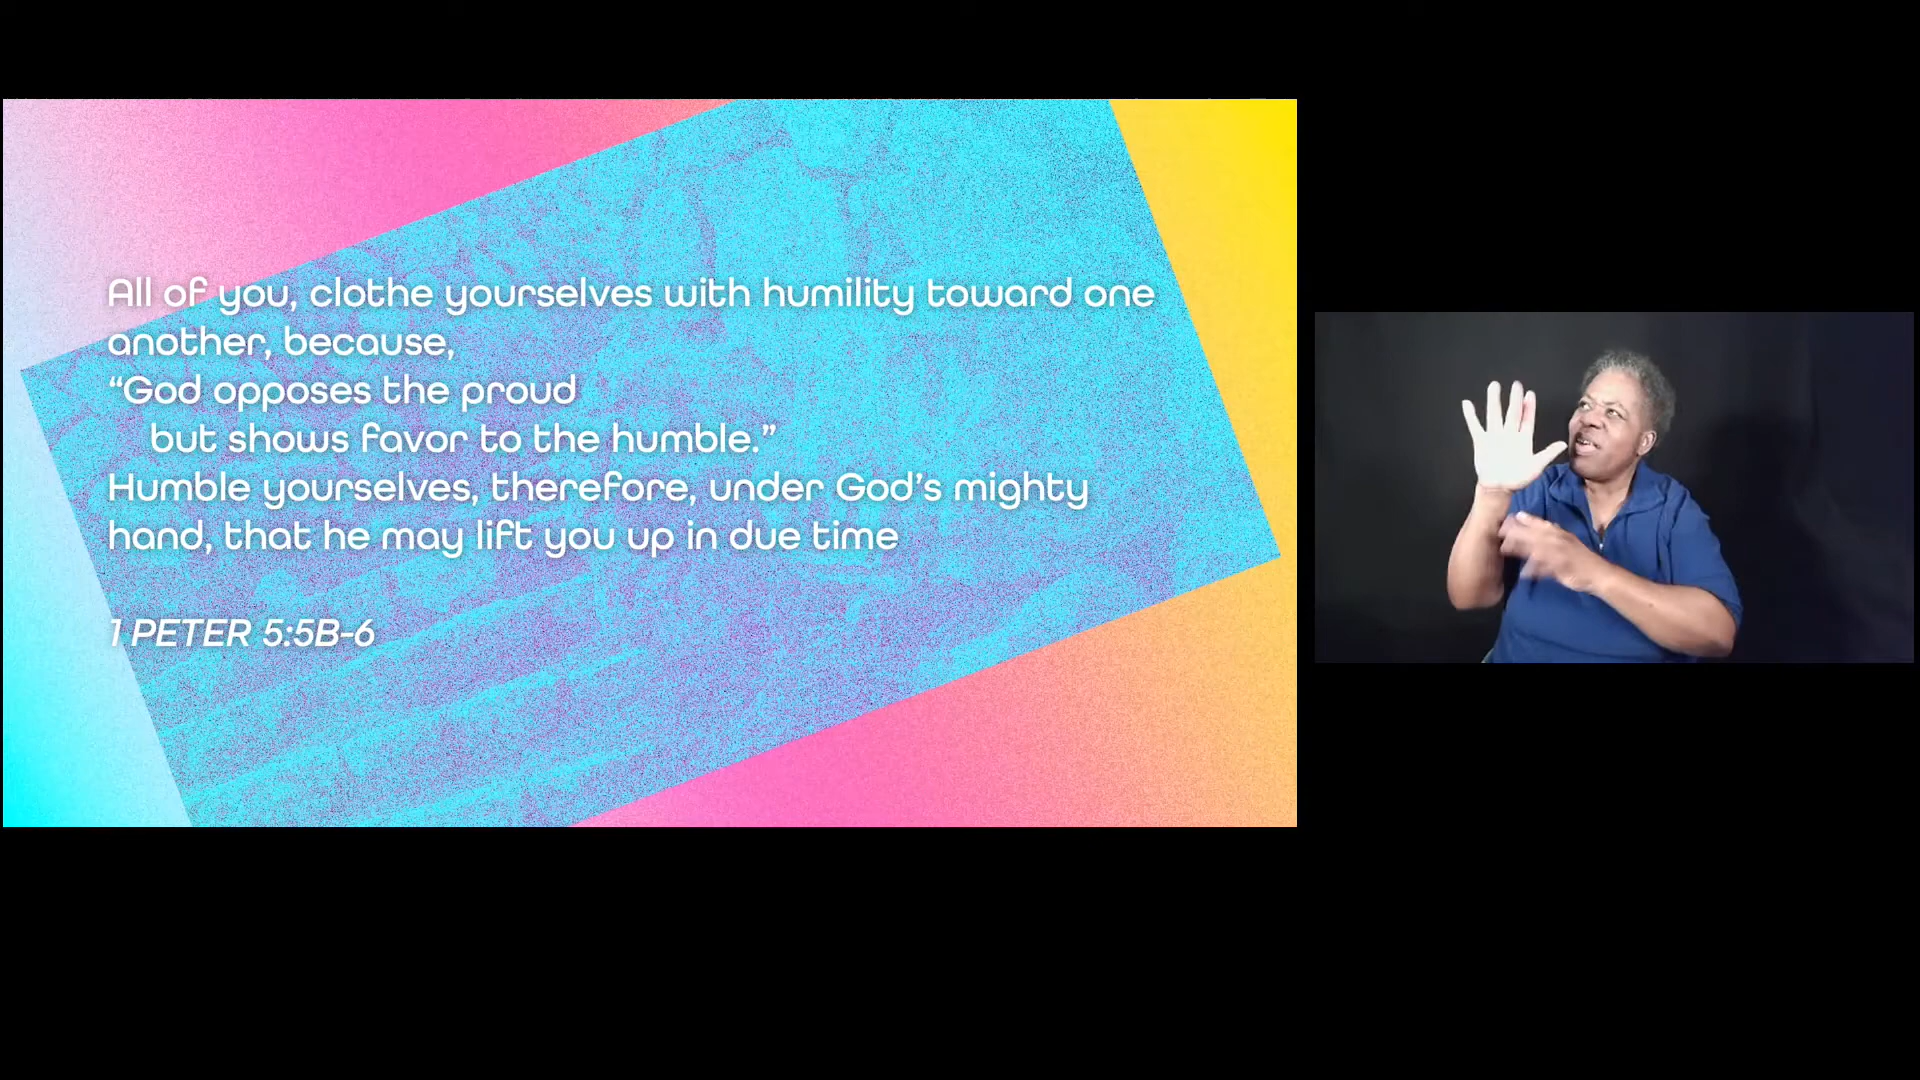 All of you, clothe yourselves with humility toward one
another, because,
“God opposes the proud
but shows favor to the humble.”
Humble yourselves, therefore, under God’s mighty
hand, that he may lift you up in due time
1 PETER 5:5B-6